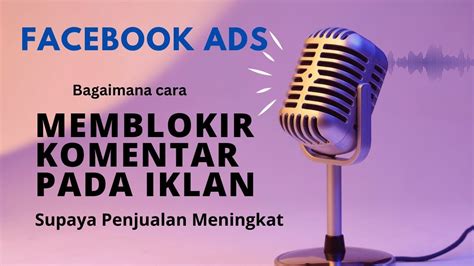 FACEBOOK ADS
Bagaimana cara
MEMBLOKIR
KOMENTAR
PADA IKLAN
Supaya Penjualan Meningkat